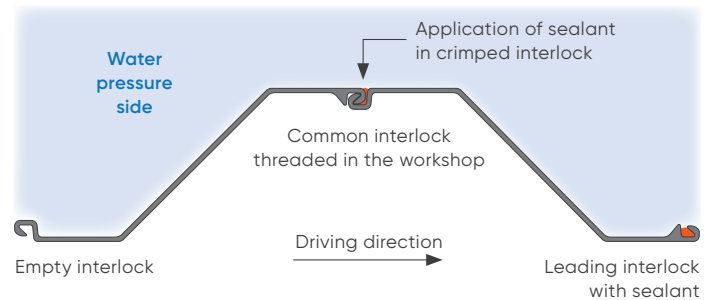 Application of sealant
in crimped interlock
Water
pressure
side
Common interlock
threaded in the workshop
Driving direction
Empty interlock
Leading interlock
with sealant